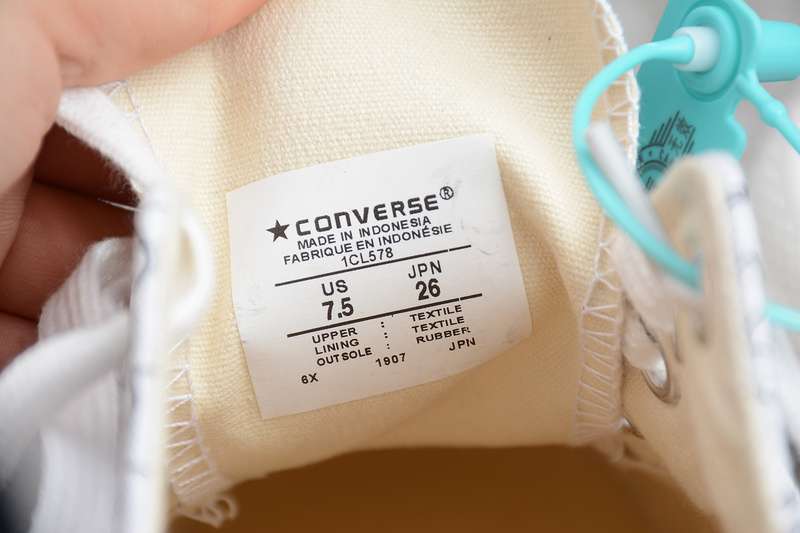 ★CONVERSE®
MADE IN INDONESIA
FABRIQUE EN INDONÉSIE
1CL578
US JPN
7.5 26
UPPER : TEXTILE
LINING : TEXTILE
OUTSOLE : RUBBER
6X 1907 JPN